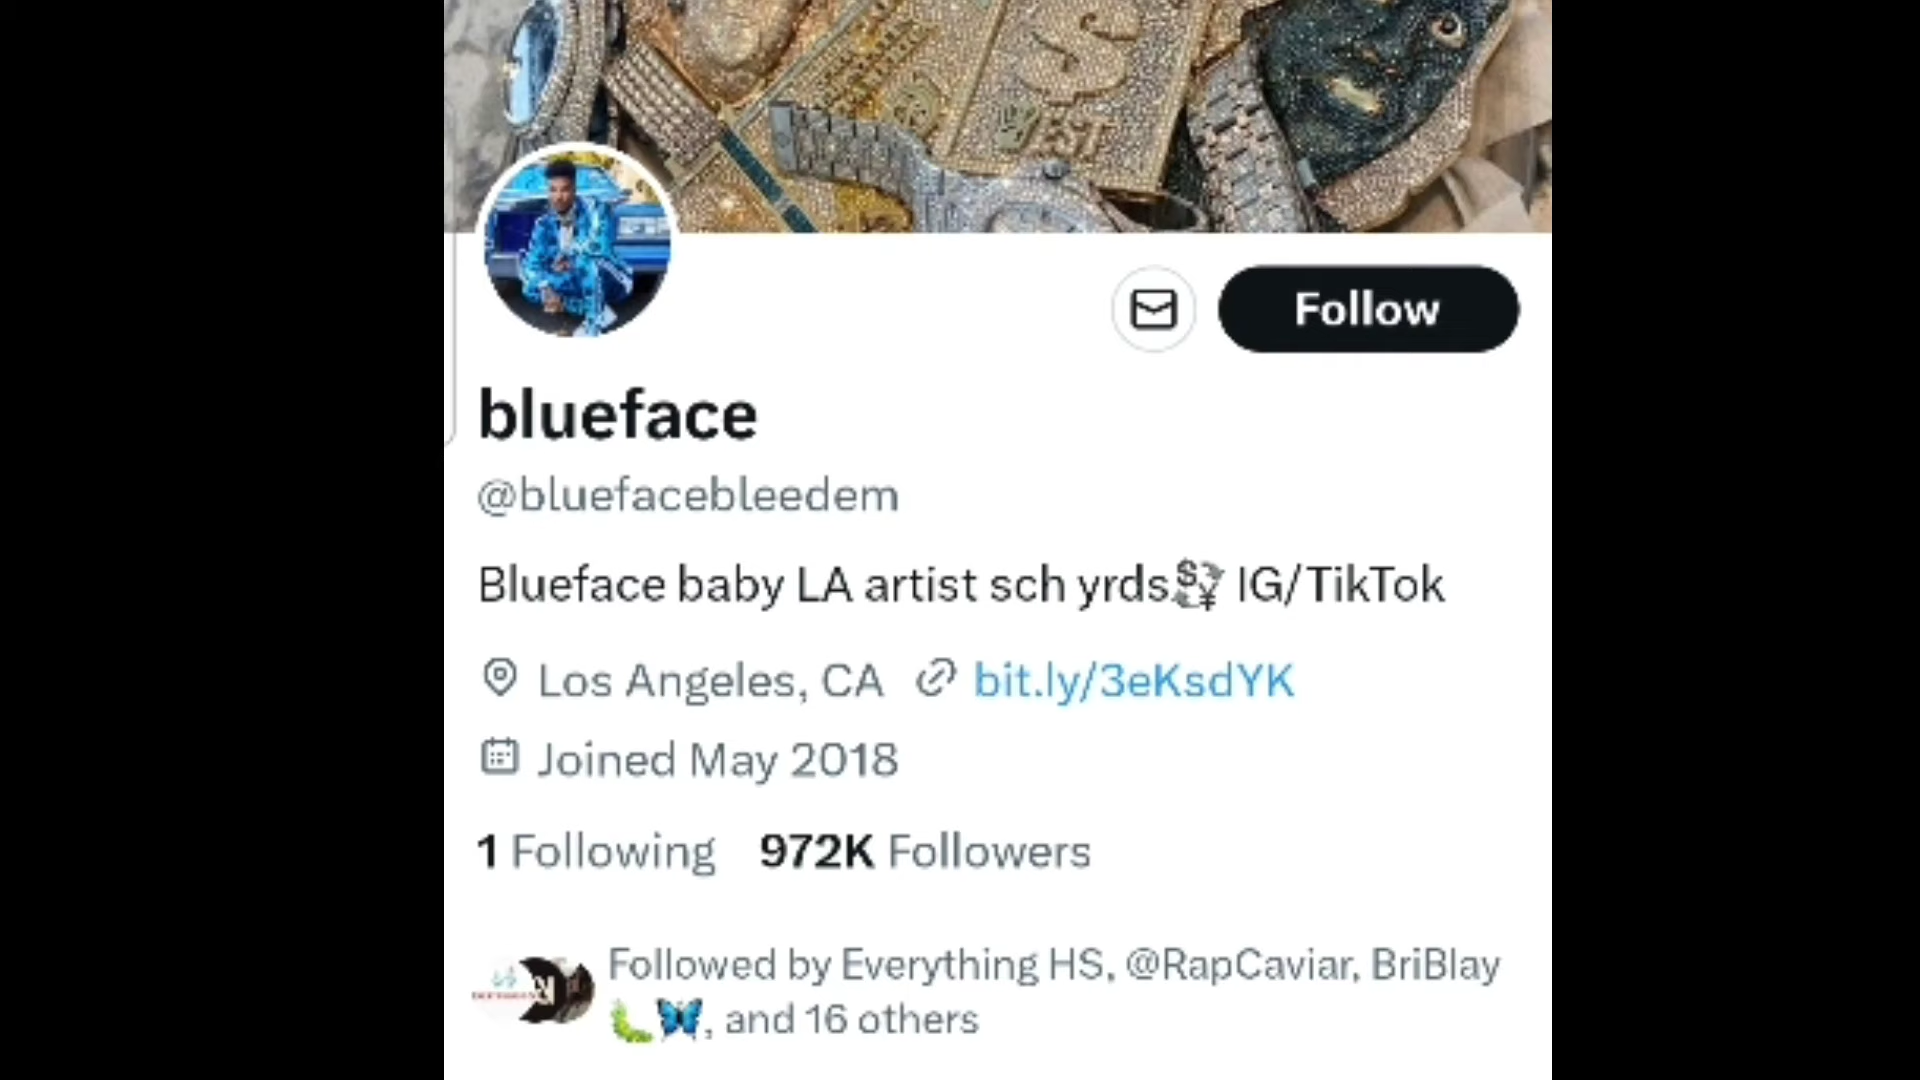 $
EST
Follow
blueface
@bluefacebleedem
Blueface baby LA artist sch yrds💱 IG/TikTok
Los Angeles, CA bit.ly/3eKsdYK
Joined May 2018
1 Following 972K Followers
Followed by Everything HS, @RapCaviar, BriBlay
🐛🦋, and 16 others